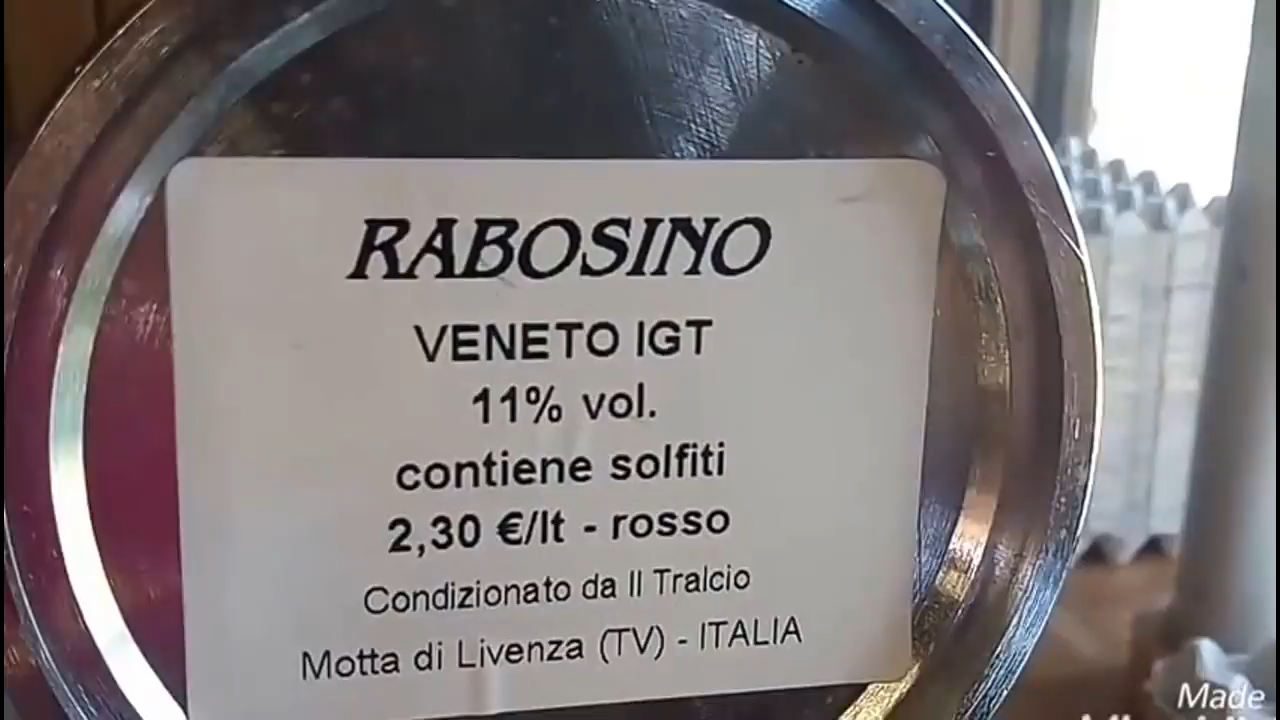 RABOSINO
VENETO IGT
11% vol.
contiene solfiti
2,30 €/lt - rosso
Condizionato da Il Tralcio
Motta di Livenza (TV) - ITALIA
Made